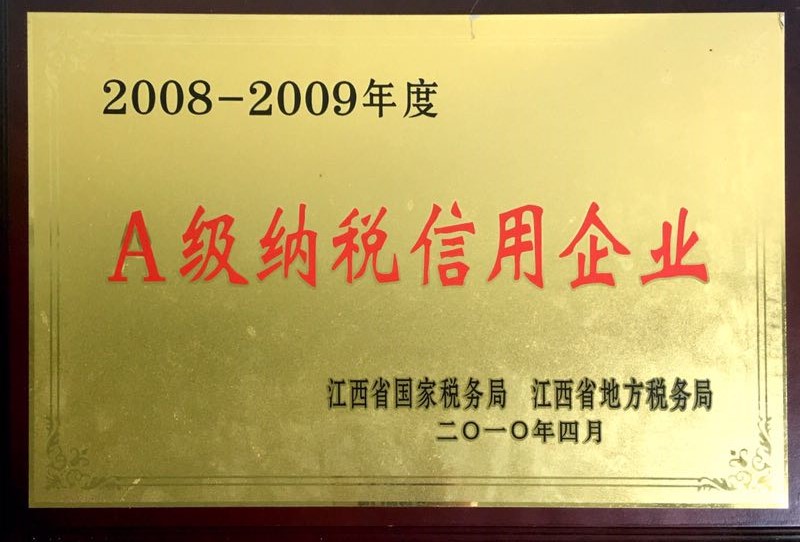 2008-2009年度
A级纳税信用企业
江西省国家税务局 江西省地方税务局
二〇一〇年四月